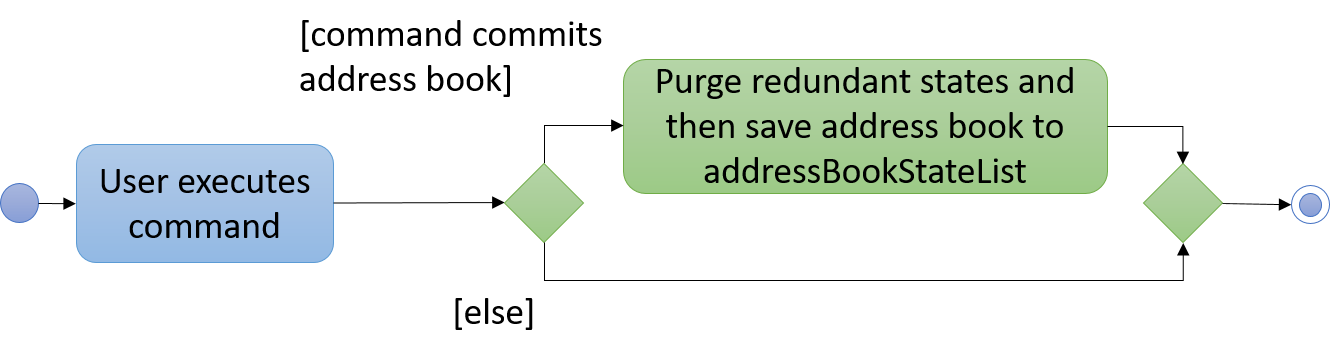 [command commits
address book]
Purge redundant states and
then save address book to
addressBookStateList
User executes
command
[else]